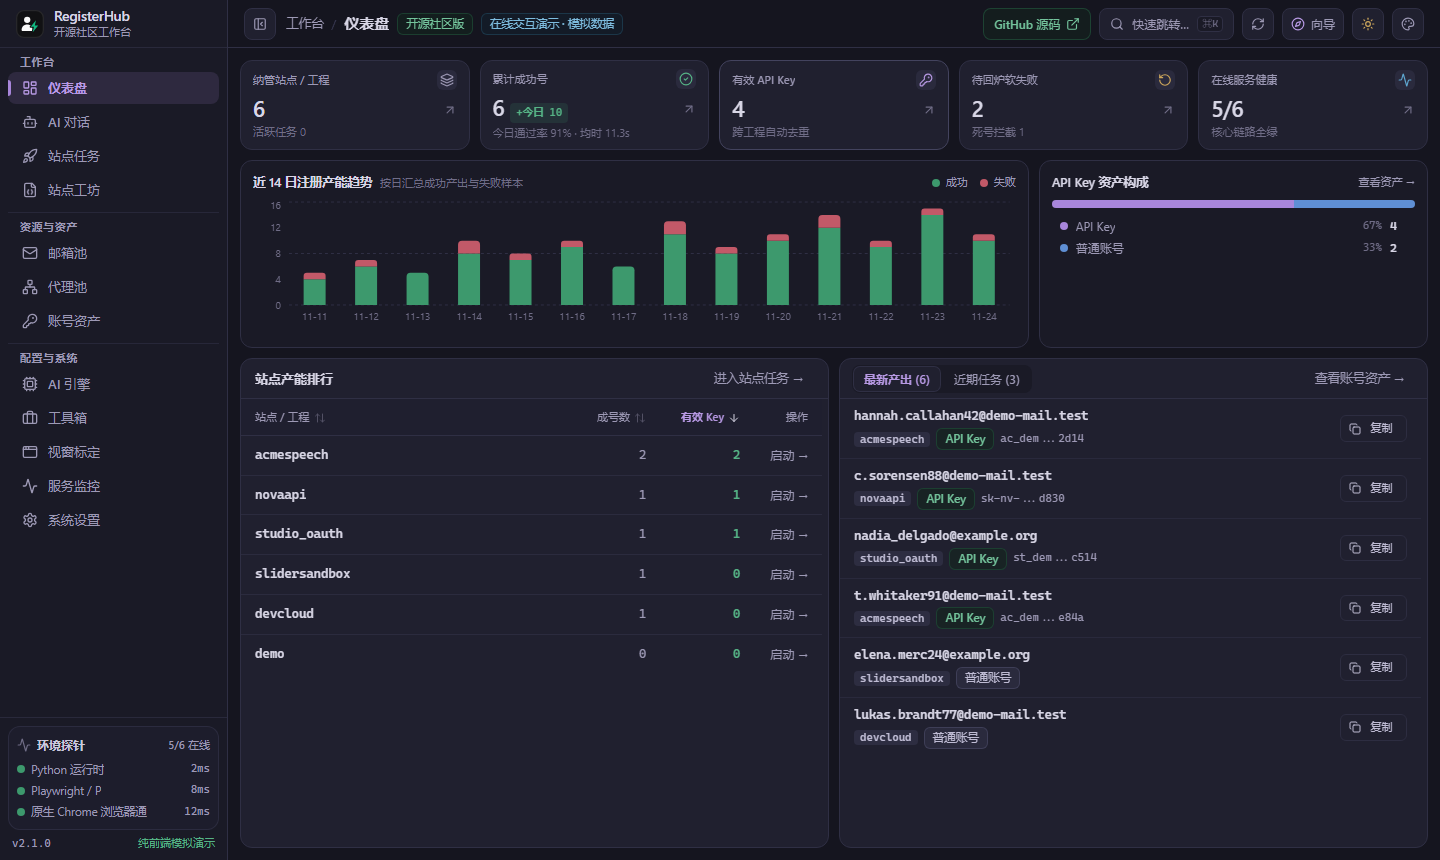 RegisterHub
开源社区工作台
工作台
仪表盘
AI 对话
站点任务
站点工坊
资源与资产
邮箱池
代理池
账号资产
配置与系统
AI 引擎
工具箱
视窗标定
服务监控
系统设置
环境探针 5/6 在线
Python 运行时 2ms
Playwright / P 8ms
原生 Chrome 浏览器通 12ms
v2.1.0 纯前端模拟演示
工作台 / 仪表盘 开源社区版 在线交互演示 · 模拟数据 GitHub 源码 快速跳转... ⌘K 向导
纳管站点 / 工程
6
活跃任务 0
累计成功号
6 +今日 10
今日通过率 91% · 均时 11.3s
有效 API Key
4
跨工程自动去重
待回炉软失败
2
死号拦截 1
在线服务健康
5/6
核心链路全绿
近 14 日注册产能趋势 按日汇总成功产出与失败样本 成功 失败
16
12
8
4
0
11-11 11-12 11-13 11-14 11-15 11-16 11-17 11-18 11-19 11-20 11-21 11-22 11-23 11-24
API Key 资产构成 查看资产 →
API Key 67% 4
普通账号 33% 2
站点产能排行 进入站点任务 →
站点 / 工程 ↑↓ 成号数 ↑↓ 有效 Key ↓ 操作
acmespeech 2 2 启动 →
novaapi 1 1 启动 →
studio_oauth 1 1 启动 →
slidersandbox 1 0 启动 →
devcloud 1 0 启动 →
demo 0 0 启动 →
最新产出 (6) 近期任务 (3) 查看账号资产 →
hannah.callahan42@demo-mail.test
acmespeech API Key ac_dem...2d14 复制
c.sorensen88@demo-mail.test
novaapi API Key sk-nv-...d830 复制
nadia_delgado@example.org
studio_oauth API Key st_dem...c514 复制
t.whitaker91@demo-mail.test
acmespeech API Key ac_dem...e84a 复制
elena.merc24@example.org
slidersandbox 普通账号 复制
lukas.brandt77@demo-mail.test
devcloud 普通账号 复制